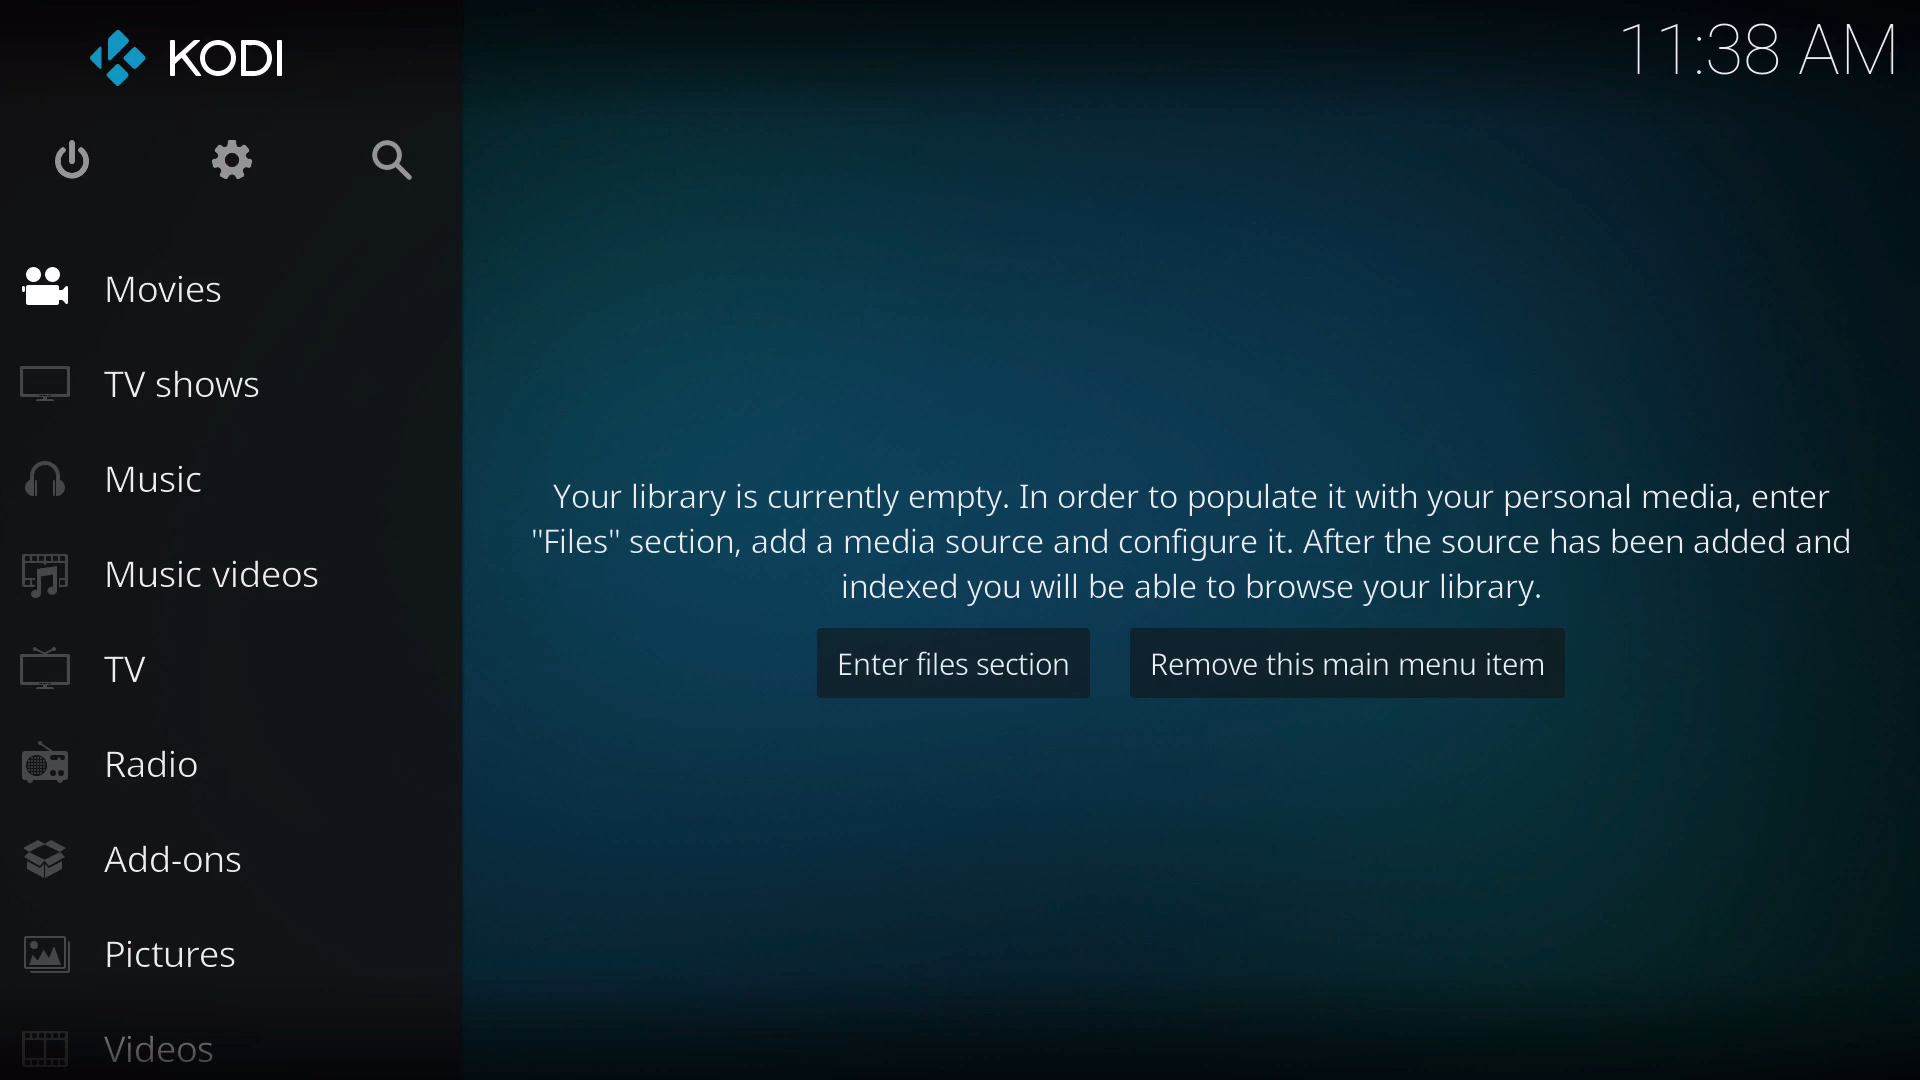 KODI
11:38 AM
Movies
TV shows
Music
Music videos
TV
Radio
Add-ons
Pictures
Videos
Your library is currently empty. In order to populate it with your personal media, enter
"Files" section, add a media source and configure it. After the source has been added and
indexed you will be able to browse your library.
Enter files section
Remove this main menu item